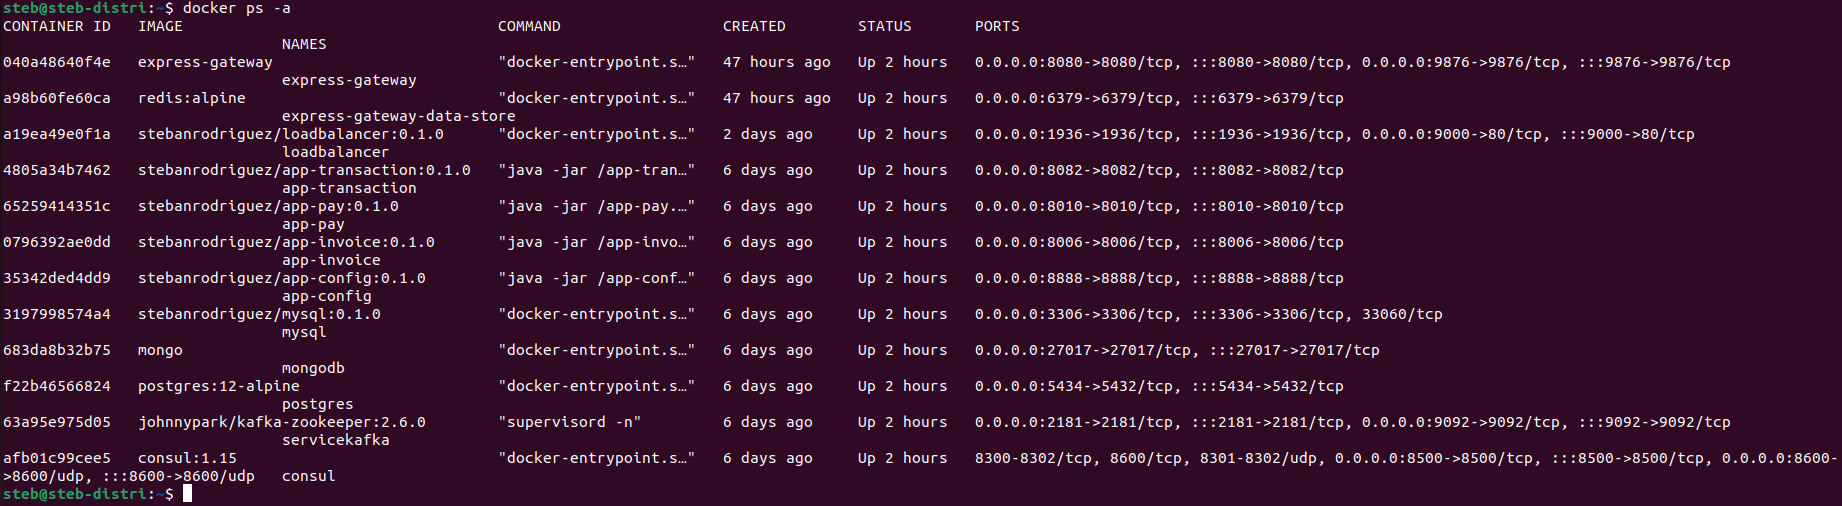 steb@steb-distri:~$ docker ps -a
CONTAINER ID   IMAGE                                   COMMAND                  CREATED        STATUS       PORTS
                               NAMES
040a48640f4e   express-gateway                         "docker-entrypoint.s…"   47 hours ago   Up 2 hours   0.0.0.0:8080->8080/tcp, :::8080->8080/tcp, 0.0.0.0:9876->9876/tcp, :::9876->9876/tcp
                               express-gateway
a98b60fe60ca   redis:alpine                            "docker-entrypoint.s…"   47 hours ago   Up 2 hours   0.0.0.0:6379->6379/tcp, :::6379->6379/tcp
                               express-gateway-data-store
a19ea49e0f1a   stebanrodriguez/loadbalancer:0.1.0      "docker-entrypoint.s…"   2 days ago     Up 2 hours   0.0.0.0:1936->1936/tcp, :::1936->1936/tcp, 0.0.0.0:9000->80/tcp, :::9000->80/tcp
                               loadbalancer
4805a34b7462   stebanrodriguez/app-transaction:0.1.0   "java -jar /app-tran…"   6 days ago     Up 2 hours   0.0.0.0:8082->8082/tcp, :::8082->8082/tcp
                               app-transaction
65259414351c   stebanrodriguez/app-pay:0.1.0           "java -jar /app-pay.…"   6 days ago     Up 2 hours   0.0.0.0:8010->8010/tcp, :::8010->8010/tcp
                               app-pay
0796392ae0dd   stebanrodriguez/app-invoice:0.1.0       "java -jar /app-invo…"   6 days ago     Up 2 hours   0.0.0.0:8006->8006/tcp, :::8006->8006/tcp
                               app-invoice
35342ded4dd9   stebanrodriguez/app-config:0.1.0        "java -jar /app-conf…"   6 days ago     Up 2 hours   0.0.0.0:8888->8888/tcp, :::8888->8888/tcp
                               app-config
3197998574a4   stebanrodriguez/mysql:0.1.0             "docker-entrypoint.s…"   6 days ago     Up 2 hours   0.0.0.0:3306->3306/tcp, :::3306->3306/tcp, 33060/tcp
                               mysql
683da8b32b75   mongo                                   "docker-entrypoint.s…"   6 days ago     Up 2 hours   0.0.0.0:27017->27017/tcp, :::27017->27017/tcp
                               mongodb
f22b46566824   postgres:12-alpine                      "docker-entrypoint.s…"   6 days ago     Up 2 hours   0.0.0.0:5434->5432/tcp, :::5434->5432/tcp
                               postgres
63a95e975d05   johnnypark/kafka-zookeeper:2.6.0        "supervisord -n"         6 days ago     Up 2 hours   0.0.0.0:2181->2181/tcp, :::2181->2181/tcp, 0.0.0.0:9092->9092/tcp, :::9092->9092/tcp
                               servicekafka
afb01c99cee5   consul:1.15                             "docker-entrypoint.s…"   6 days ago     Up 2 hours   8300-8302/tcp, 8600/tcp, 8301-8302/udp, 0.0.0.0:8500->8500/tcp, :::8500->8500/tcp, 0.0.0.0:8600-
>8600/udp, :::8600->8600/udp   consul
steb@steb-distri:~$